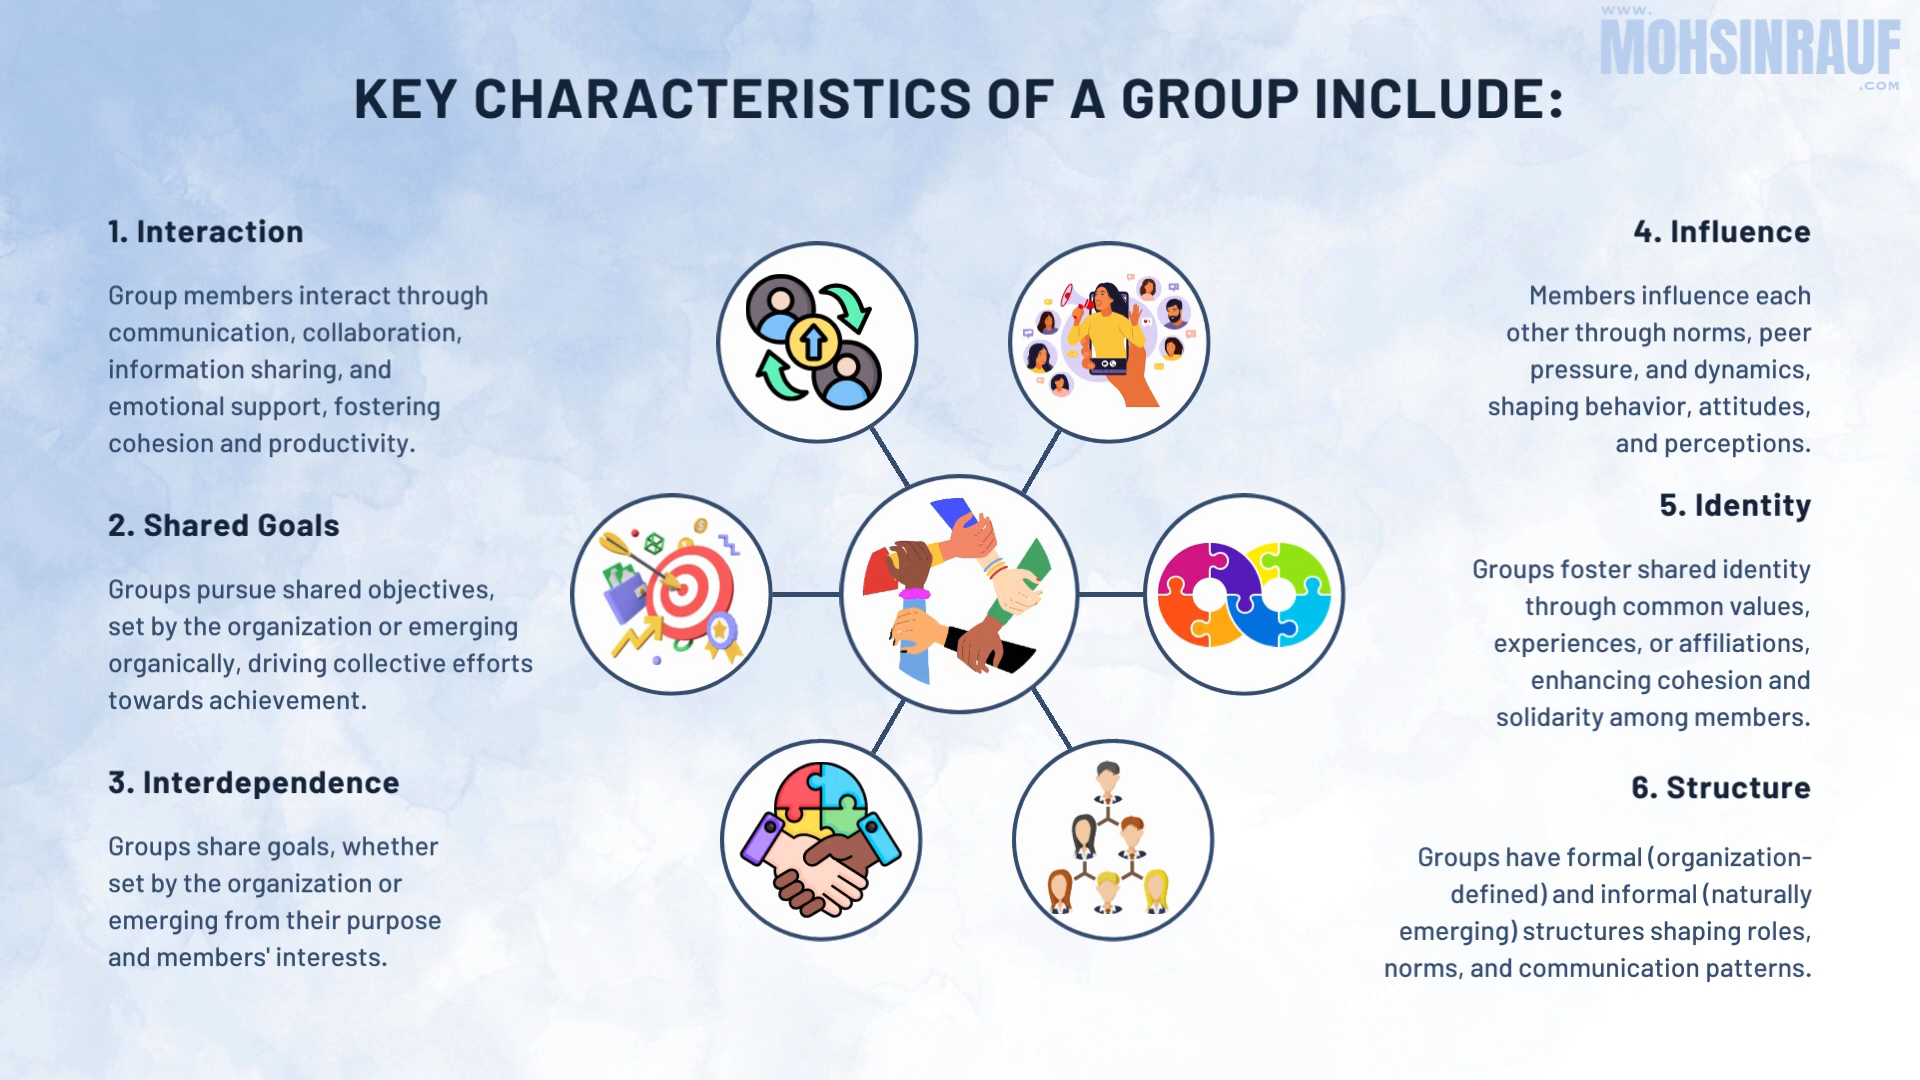 www.
MOHSINRAUF
.COM
KEY CHARACTERISTICS OF A GROUP INCLUDE:
1. Interaction
Group members interact through
communication, collaboration,
information sharing, and
emotional support, fostering
cohesion and productivity.
2. Shared Goals
Groups pursue shared objectives,
set by the organization or emerging
organically, driving collective efforts
towards achievement.
3. Interdependence
Groups share goals, whether
set by the organization or
emerging from their purpose
and members' interests.
4. Influence
Members influence each
other through norms, peer
pressure, and dynamics,
shaping behavior, attitudes,
and perceptions.
5. Identity
Groups foster shared identity
through common values,
experiences, or affiliations,
enhancing cohesion and
solidarity among members.
6. Structure
Groups have formal (organization-
defined) and informal (naturally
emerging) structures shaping roles,
norms, and communication patterns.